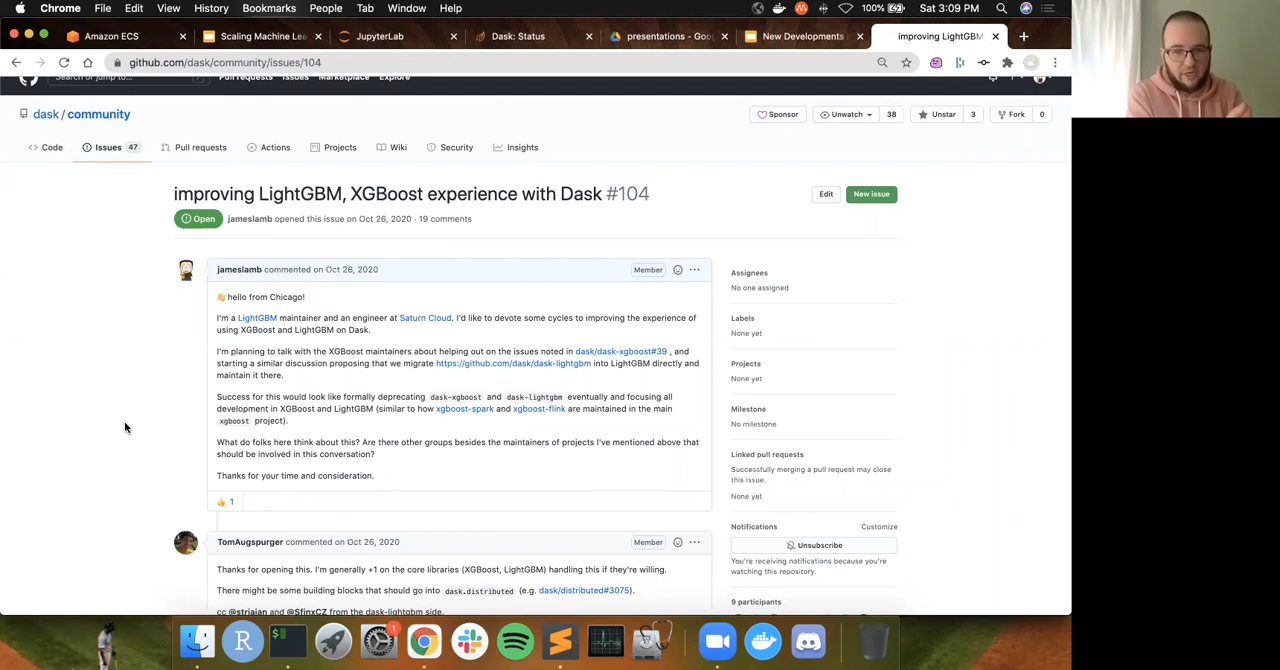 Chrome File Edit View History Bookmarks People Tab Window Help 100% Sat 3:09 PM
Amazon ECS Scaling Machine Lea JupyterLab Dask: Status presentations - Goo New Developments improving LightGBM,
github.com/dask/community/issues/104
Search or jump to... Pull requests Issues Marketplace Explore
dask / community Sponsor Unwatch 38 Unstar 3 Fork 0
Code Issues 47 Pull requests Actions Projects Wiki Security Insights
improving LightGBM, XGBoost experience with Dask #104 Edit New issue
Open jameslamb opened this issue on Oct 26, 2020 · 19 comments
jameslamb commented on Oct 26, 2020 Member ...
👋 hello from Chicago!
I'm a LightGBM maintainer and an engineer at Saturn Cloud. I'd like to devote some cycles to improving the experience of
using XGBoost and LightGBM on Dask.
I'm planning to talk with the XGBoost maintainers about helping out on the issues noted in dask/dask-xgboost#39 , and
starting a similar discussion proposing that we migrate https://github.com/dask/dask-lightgbm into LightGBM directly and
maintain it there.
Success for this would look like formally deprecating dask-xgboost and dask-lightgbm eventually and focusing all
development in XGBoost and LightGBM (similar to how xgboost-spark and xgboost-flink are maintained in the main
xgboost project).
What do folks here think about this? Are there other groups besides the maintainers of projects I've mentioned above that
should be involved in this conversation?
Thanks for your time and consideration.
👍 1
TomAugspurger commented on Oct 26, 2020 Member ...
Thanks for opening this. I'm generally +1 on the core libraries (XGBoost, LightGBM) handling this if they're willing.
There might be some building blocks that should go into dask.distributed (e.g. dask/distributed#3075).
cc @striajan and @SfinxCZ from the dask-lightgbm side.
Assignees
No one assigned
Labels
None yet
Projects
None yet
Milestone
No milestone
Linked pull requests
Successfully merging a pull request may close
this issue.
None yet
Notifications Customize
Unsubscribe
You're receiving notifications because you're
watching this repository.
9 participants
R $ 1